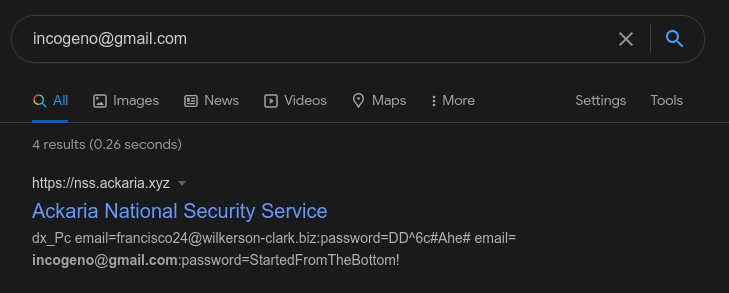 incogeno@gmail.com
All Images News Videos Maps More Settings Tools
4 results (0.26 seconds)
https://nss.ackaria.xyz
Ackaria National Security Service
dx_Pc email=francisco24@wilkerson-clark.biz:password=DD^6c#Ahe# email=
incogeno@gmail.com:password=StartedFromTheBottom!